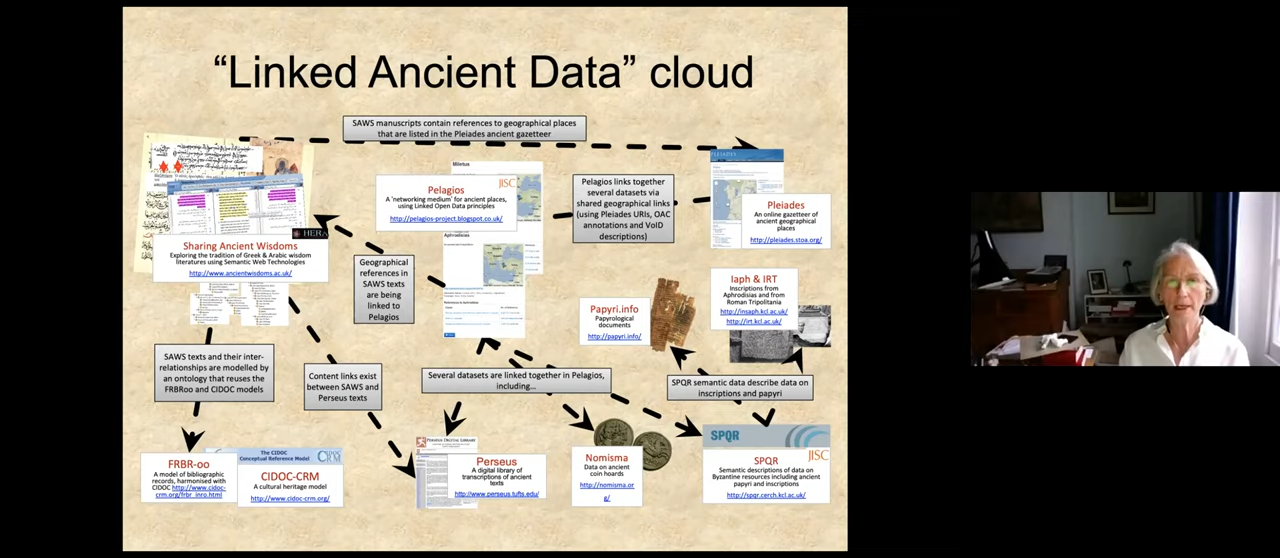 “Linked Ancient Data” cloud
SAWS manuscripts contain references to geographical places
that are listed in the Pleiades ancient gazetteer
HERA
Sharing Ancient Wisdoms
Exploring the tradition of Greek & Arabic wisdom
literatures using Semantic Web Technologies
http://www.ancientwisdoms.ac.uk/
Miletus
JISC
Pelagios
A 'networking medium' for ancient places,
using Linked Open Data principles
http://pelagios-project.blogspot.co.uk/
Aphrodisias
Pelagios links together
several datasets via
shared geographical links
(using Pleiades URIs, OAC
annotations and VoID
descriptions)
PLEIADES
Pleiades
An online gazetteer of
ancient geographical
places
http://pleiades.stoa.org/
Geographical
references in
SAWS texts
are being
linked to
Pelagios
Papyri.info
Papyrological
documents
http://papyri.info/
Iaph & IRT
Inscriptions from
Aphrodisias and from
Roman Tripolitania
http://insaph.kcl.ac.uk/
http://irt.kcl.ac.uk/
SAWS texts and their inter-
relationships are modelled by
an ontology that reuses the
FRBRoo and CIDOC models
Content links exist
between SAWS and
Perseus texts
Several datasets are linked together in Pelagios,
including...
SPQR semantic data describe data on
inscriptions and papyri
FRBR-oo
A model of bibliographic
records, harmonised with
CIDOC http://www.cidoc-
crm.org/frbr_inro.html
The CIDOC
Conceptual Reference Model
CRM
CIDOC-CRM
A cultural heritage model
http://www.cidoc-crm.org/
PERSEUS DIGITAL LIBRARY
Perseus
A digital library of
transcriptions of ancient
texts
http://www.perseus.tufts.edu/
Nomisma
Data on ancient
coin hoards
http://nomisma.or
g/
SPQR
JISC
SPQR
Semantic descriptions of data on
Byzantine resources including ancient
papyri and inscriptions
http://spqr.cerch.kcl.ac.uk/